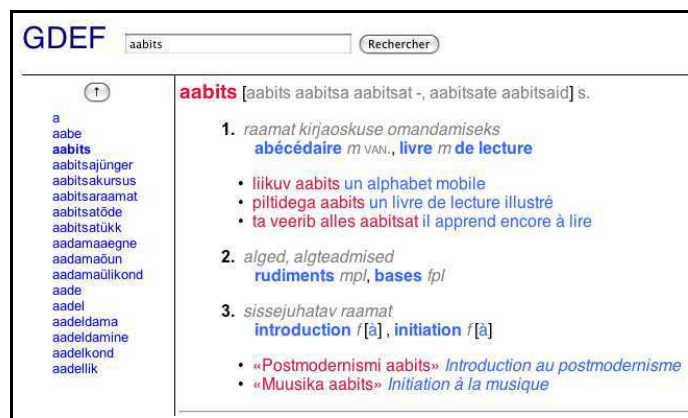 GDEF aabits Rechercher
↑
a
aabe
aabits
aabitsajünger
aabitsakursus
aabitsaraamat
aabitsatõde
aabitsatükk
aadamaaegne
aadamaõun
aadamaülikond
aade
aadel
aadeldama
aadeldamine
aadelkond
aadellik
aabits [aabits aabitsa aabitsat -, aabitsate aabitsaid] s.
1. raamat kirjaoskuse omandamiseks
abécédaire m VAN., livre m de lecture
• liikuv aabits un alphabet mobile
• piltidega aabits un livre de lecture illustré
• ta veerib alles aabitsat il apprend encore à lire
2. alged, algteadmised
rudiments mpl, bases fpl
3. sissejuhatav raamat
introduction f [à] , initiation f [à]
• «Postmodernismi aabits» Introduction au postmodernisme
• «Muusika aabits» Initiation à la musique